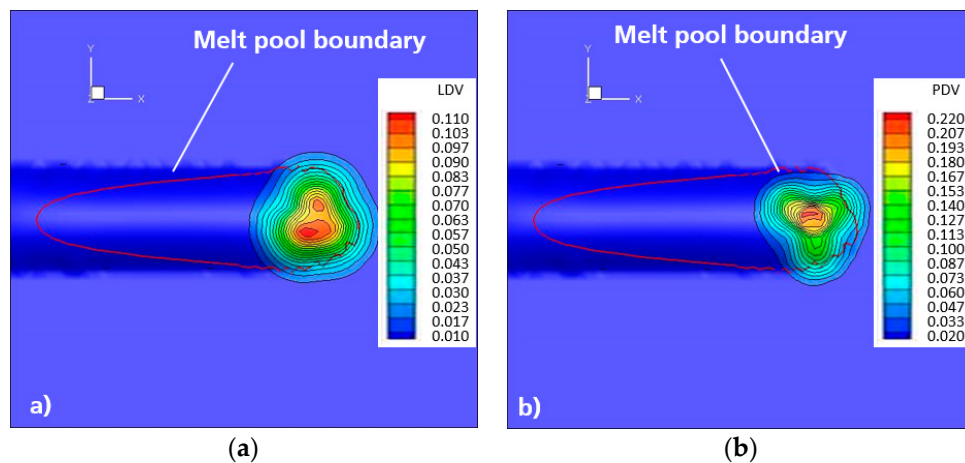 Melt pool boundary
Y
Z X
LDV
0.110
0.103
0.097
0.090
0.083
0.077
0.070
0.063
0.057
0.050
0.043
0.037
0.030
0.023
0.017
0.010
a)
(a)
Melt pool boundary
Y
Z X
PDV
0.220
0.207
0.193
0.180
0.167
0.153
0.140
0.127
0.113
0.100
0.087
0.073
0.060
0.047
0.033
0.020
b)
(b)